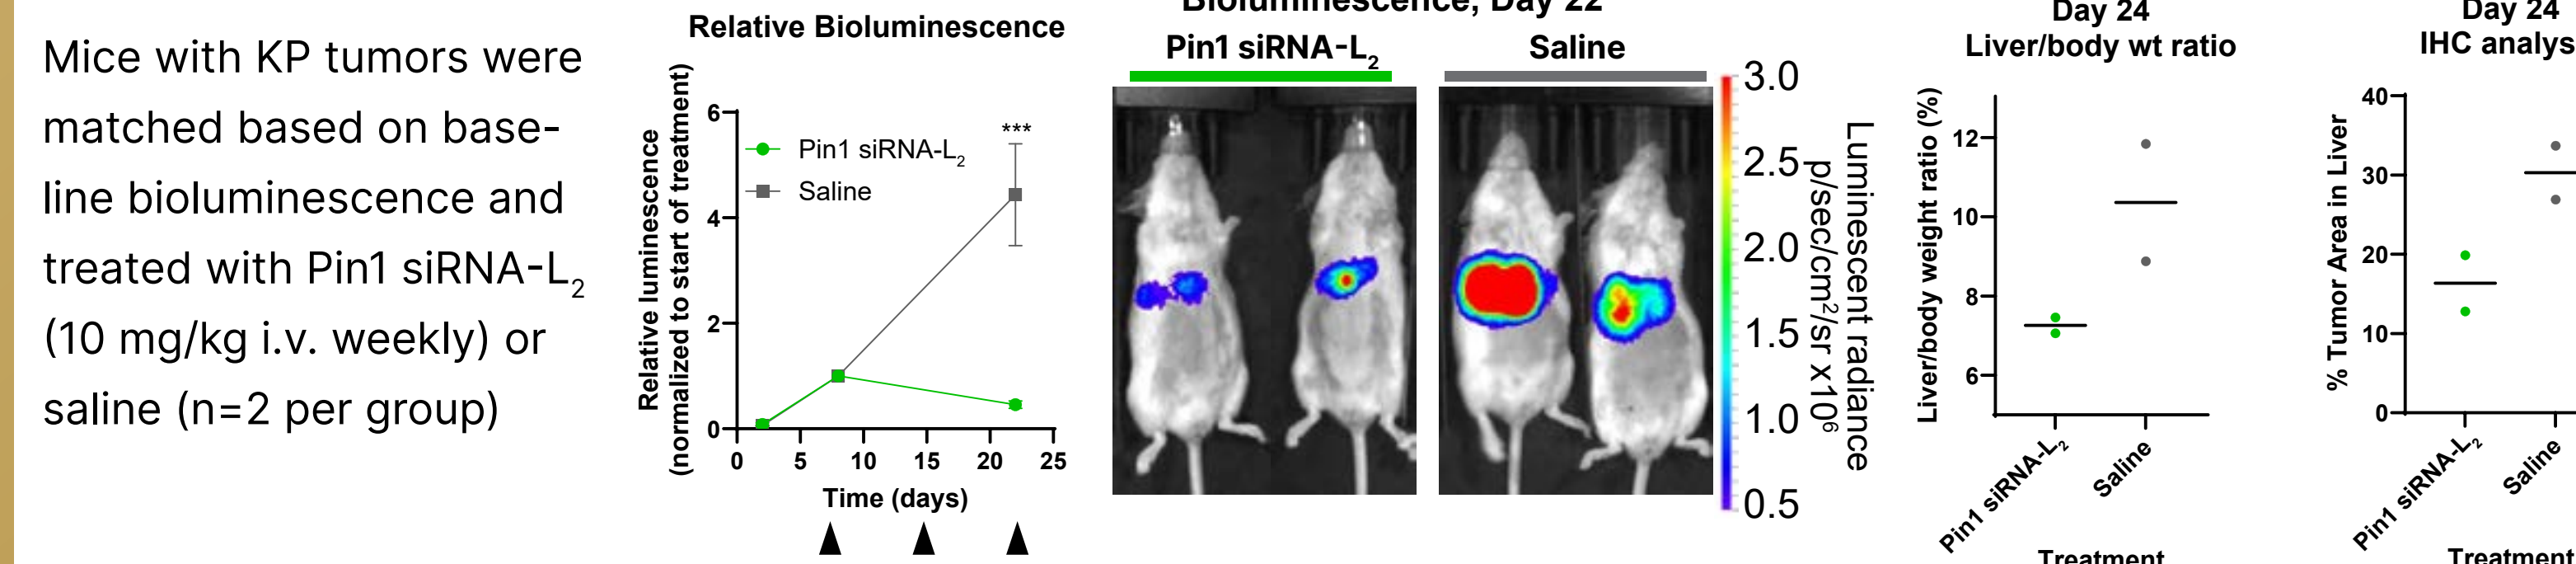 Mice with KP tumors were
matched based on base-
line bioluminescence and
treated with Pin1 siRNA-L2
(10 mg/kg i.v. weekly) or
saline (n=2 per group)
Relative Bioluminescence
Relative luminescence
(normalized to start of treatment)
6
4
2
0
Pin1 siRNA-L2
Saline
***
0 5 10 15 20 25
Time (days)
Bioluminescence, Day 22
Pin1 siRNA-L2
Saline
3.0
2.5
2.0
1.5
1.0
0.5
Luminescent radiance
p/sec/cm²/sr x10⁶
Day 24
Liver/body wt ratio
Liver/body weight ratio (%)
12
10
8
6
Pin1 siRNA-L2
Saline
Treatment
Day 24
IHC analys
% Tumor Area in Liver
40
30
20
10
0
Pin1 siRNA-L2
Saline
Treatment